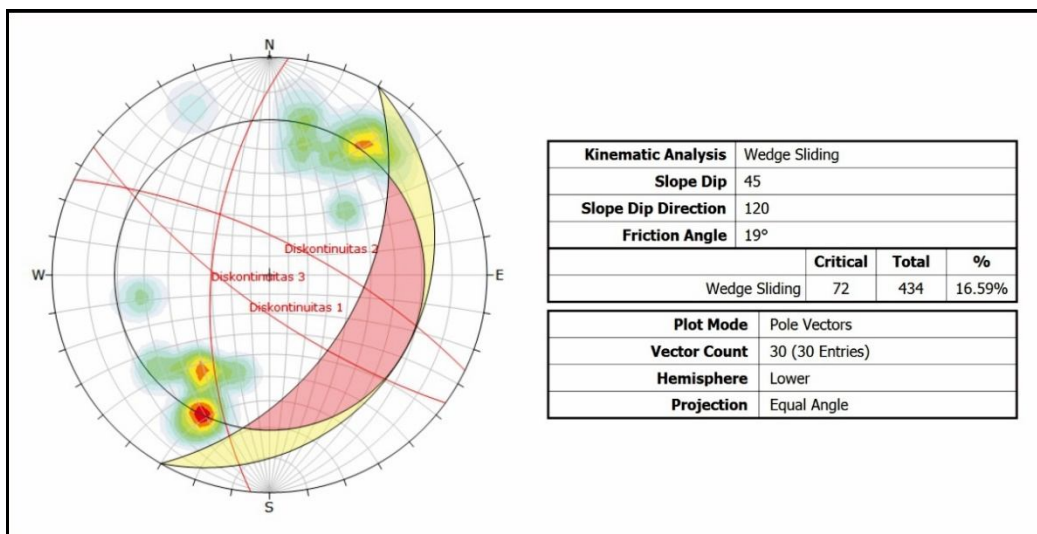 N
W
E
S
Diskontinuitas 2
Diskontinuitas 3
Diskontinuitas 1
Kinematic Analysis Wedge Sliding
Slope Dip 45
Slope Dip Direction 120
Friction Angle 19°
Critical Total %
Wedge Sliding 72 434 16.59%
Plot Mode Pole Vectors
Vector Count 30 (30 Entries)
Hemisphere Lower
Projection Equal Angle